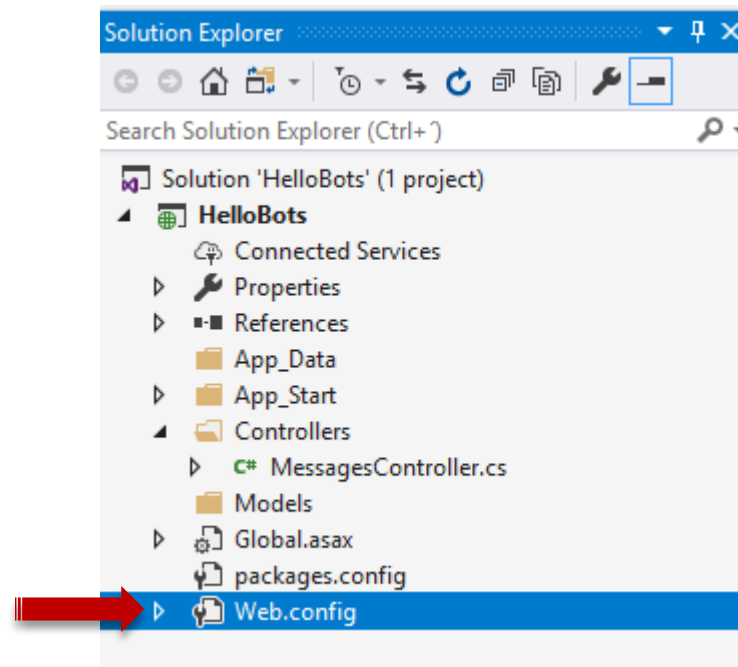 Solution Explorer
Search Solution Explorer (Ctrl+´)
Solution 'HelloBots' (1 project)
HelloBots
Connected Services
Properties
References
App_Data
App_Start
Controllers
C# MessagesController.cs
Models
Global.asax
packages.config
Web.config